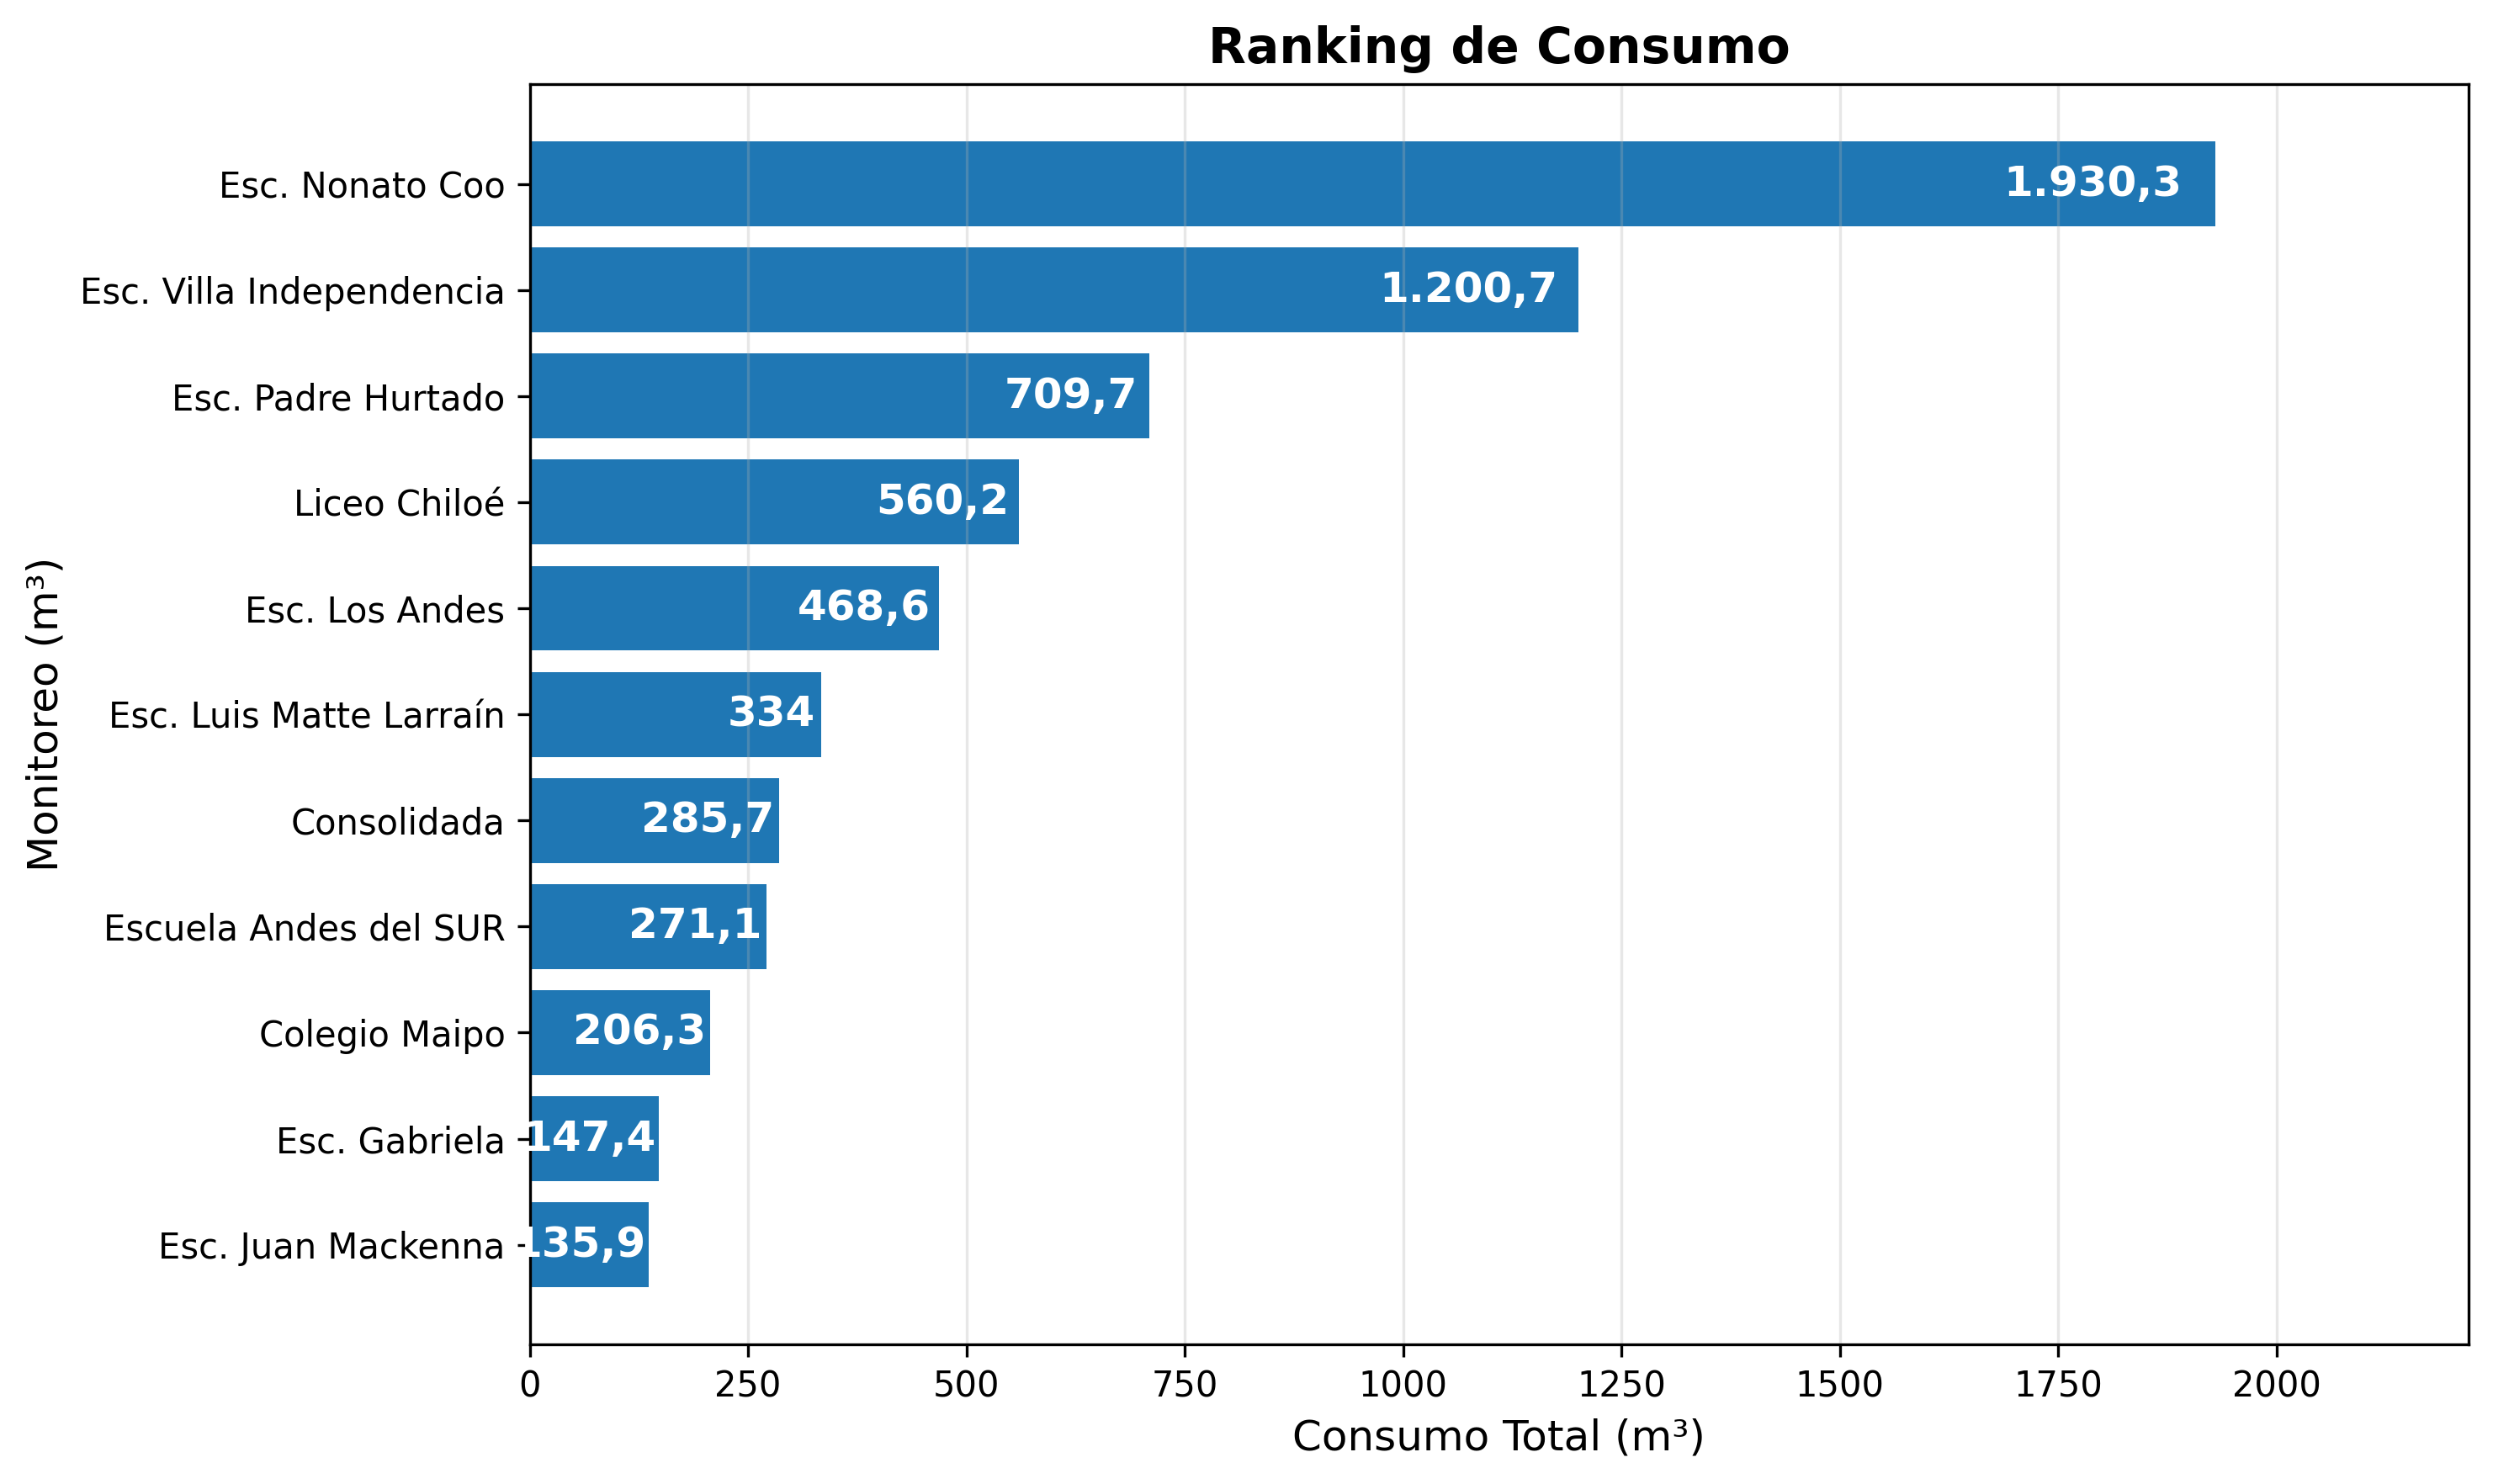 Ranking de Consumo
Esc. Nonato Coo 1.930,3
Esc. Villa Independencia 1.200,7
Esc. Padre Hurtado 709,7
Liceo Chiloé 560,2
Esc. Los Andes 468,6
Esc. Luis Matte Larraín 334
Consolidada 285,7
Escuela Andes del SUR 271,1
Colegio Maipo 206,3
Esc. Gabriela 147,4
Esc. Juan Mackenna 135,9
Monitoreo (m³)
0 250 500 750 1000 1250 1500 1750 2000
Consumo Total (m³)